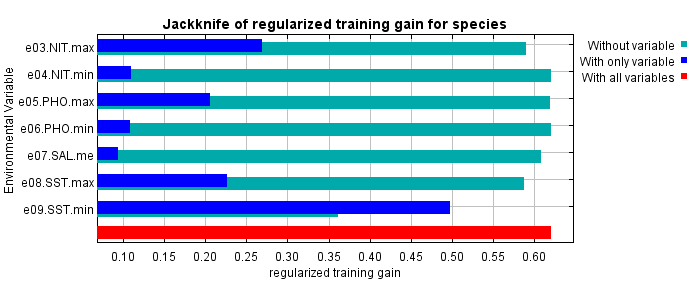 Jackknife of regularized training gain for species
Environmental Variable
e03.NIT.max
e04.NIT.min
e05.PHO.max
e06.PHO.min
e07.SAL.me
e08.SST.max
e09.SST.min
0.10 0.15 0.20 0.25 0.30 0.35 0.40 0.45 0.50 0.55 0.60
regularized training gain
Without variable
With only variable
With all variables